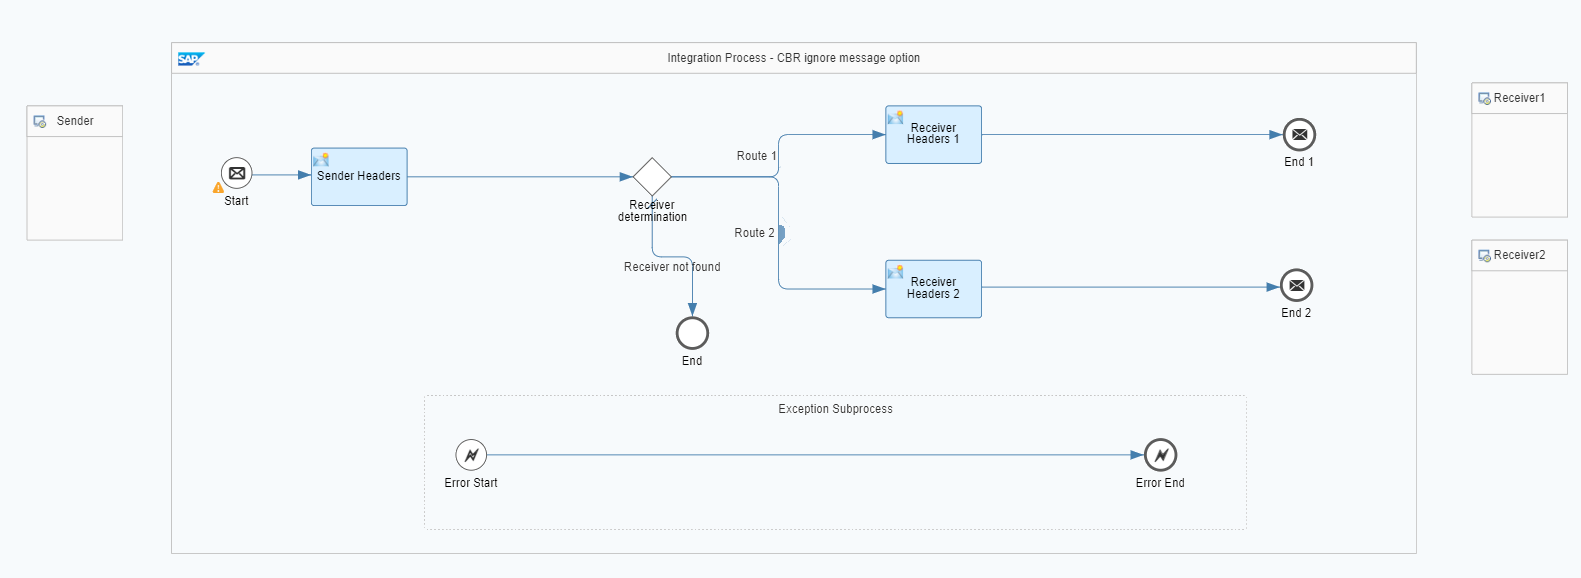 SAP
Integration Process - CBR ignore message option
Sender
Start
Sender Headers
Receiver
determination
Route 1
Route 2
Receiver not found
End
Receiver
Headers 1
Receiver
Headers 2
End 1
End 2
Receiver1
Receiver2
Exception Subprocess
Error Start
Error End